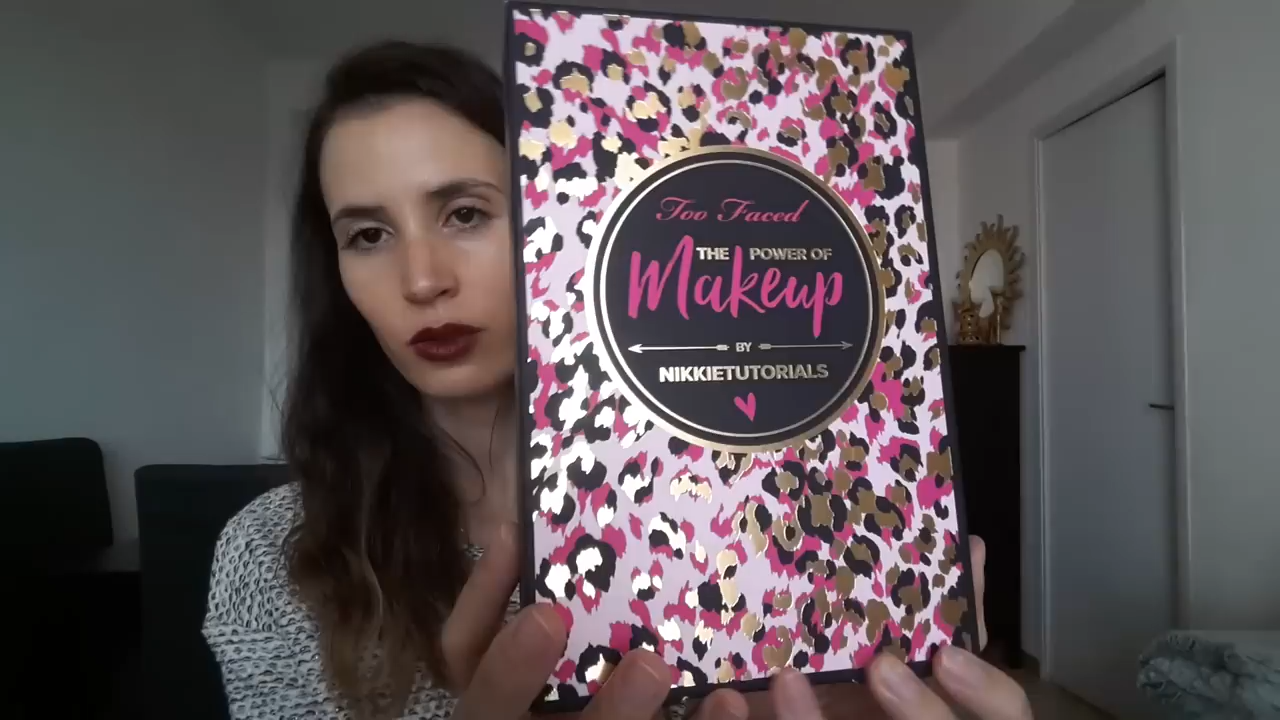 Too Faced
THE POWER OF
Makeup
BY
NIKKIETUTORIALS